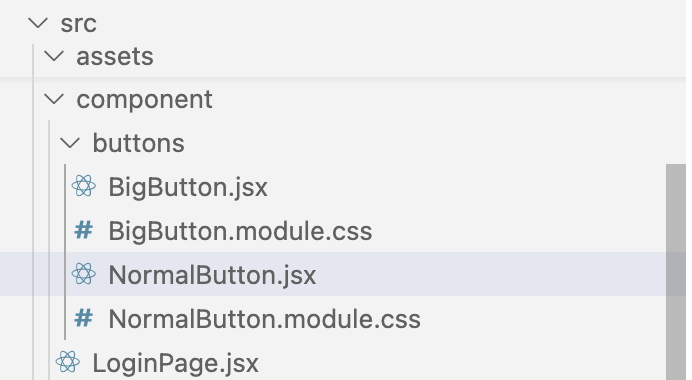 src
assets
component
buttons
BigButton.jsx
# BigButton.module.css
NormalButton.jsx
# NormalButton.module.css
LoginPage.jsx